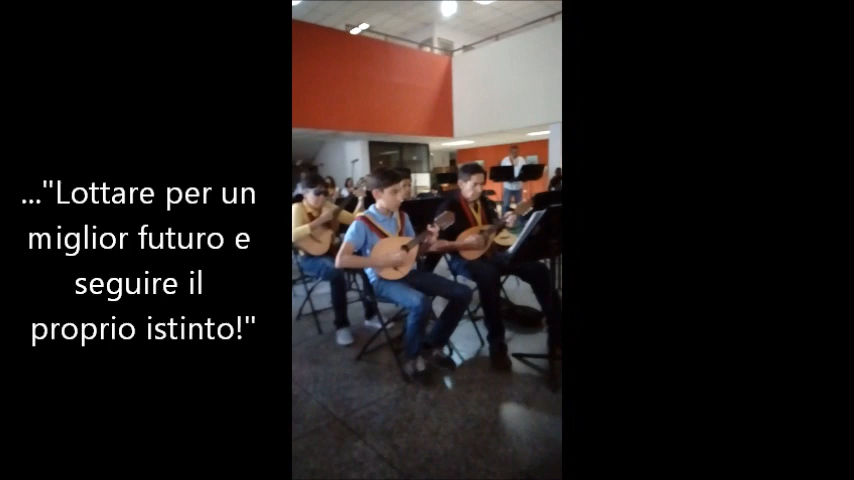 ..."Lottare per un
miglior futuro e
seguire il
proprio istinto!"